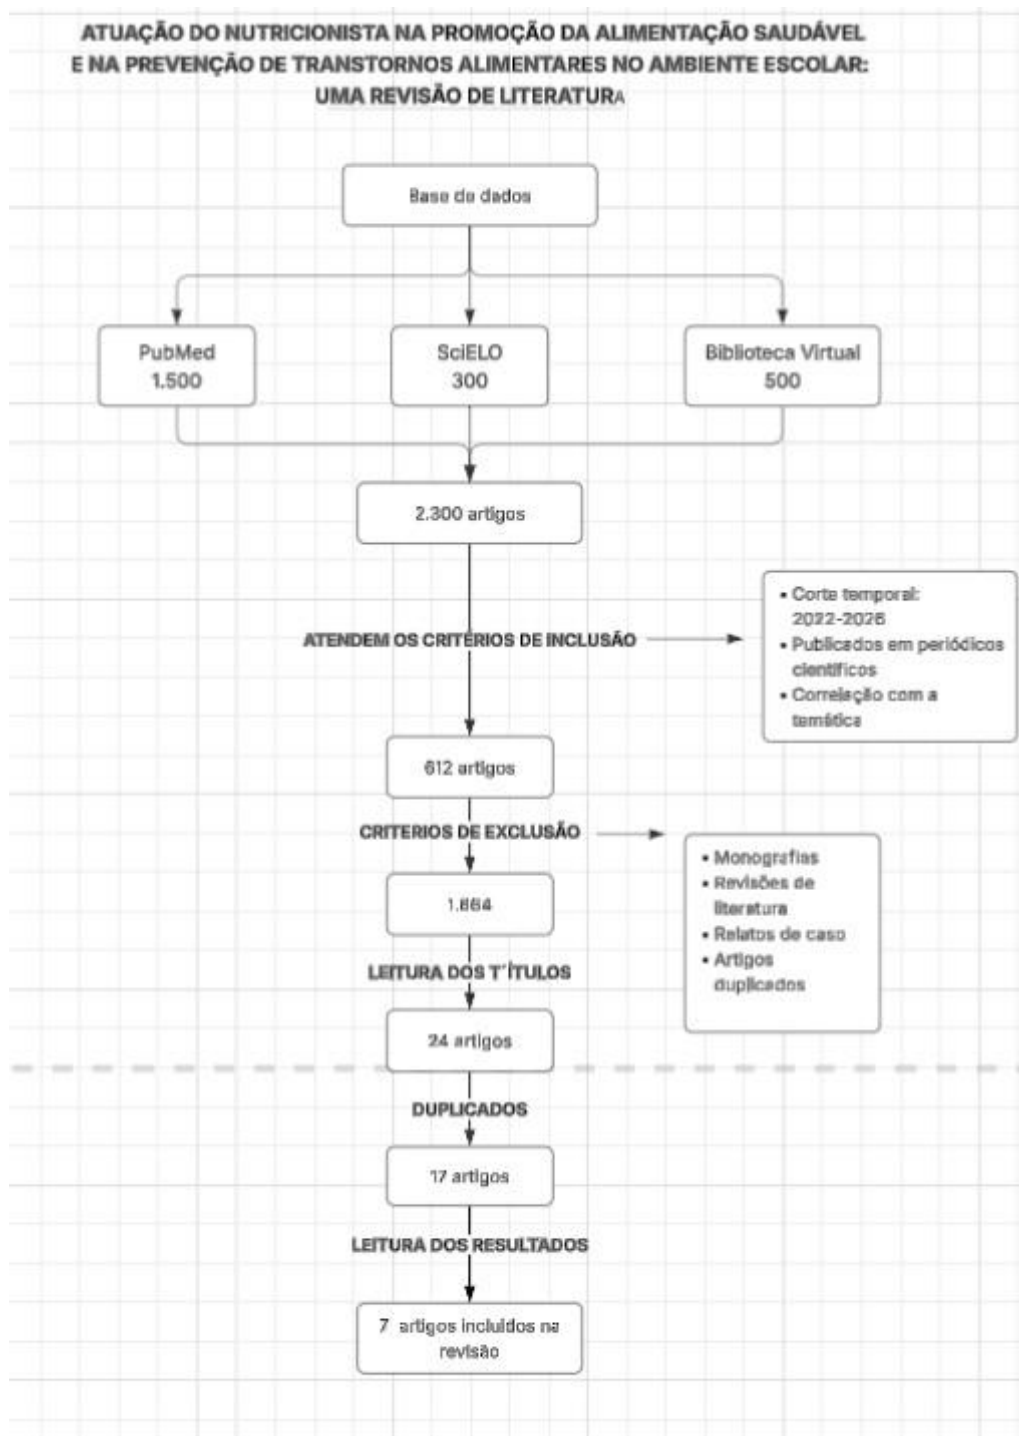 ATUAÇÃO DO NUTRICIONISTA NA PROMOÇÃO DA ALIMENTAÇÃO SAUDÁVEL
E NA PREVENÇÃO DE TRANSTORNOS ALIMENTARES NO AMBIENTE ESCOLAR:
UMA REVISÃO DE LITERATURA
Base de dados
PubMed
1.500
SciELO
300
Biblioteca Virtual
500
2.300 artigos
ATENDEM OS CRITÉRIOS DE INCLUSÃO
• Corte temporal:
2022-2026
• Publicados em periódicos
científicos
• Correlação com a
temática
612 artigos
CRITERIOS DE EXCLUSÃO
• Monografias
• Revisões de
literatura
• Relatos de caso
• Artigos
duplicados
1.664
LEITURA DOS T´ÍTULOS
24 artigos
DUPLICADOS
17 artigos
LEITURA DOS RESULTADOS
7 artigos incluidos na
revisão